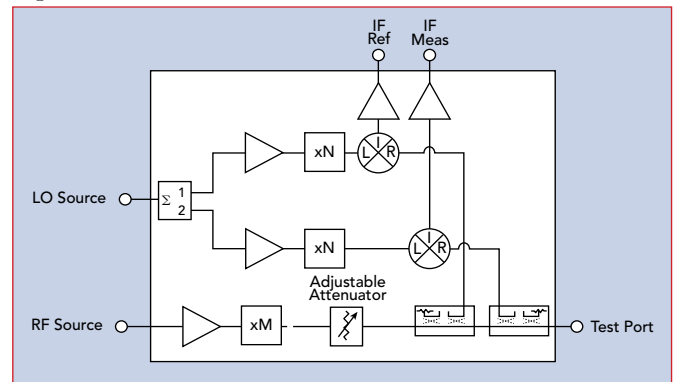 IF
Ref
IF
Meas
xN
L
I
R
LO Source
Σ
1
2
xN
L
I
R
Adjustable
Attenuator
RF Source
xM
Test Port